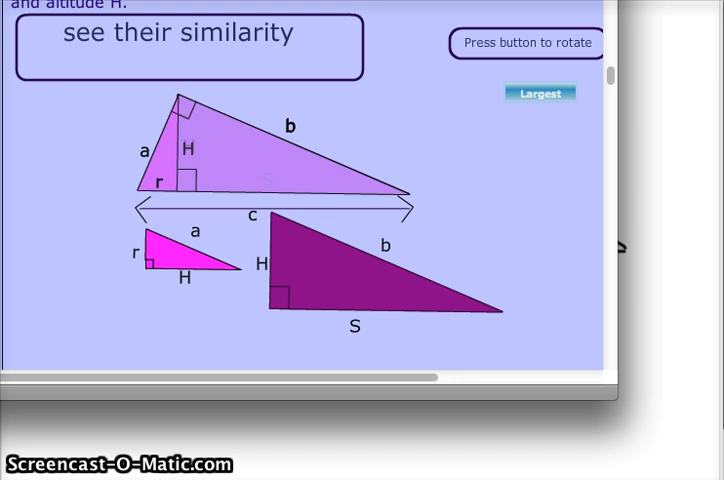 and altitude H.
see their similarity
Press button to rotate
Largest
b
a
H
r
S
c
a
r
H
b
H
S
Screencast-O-Matic.com